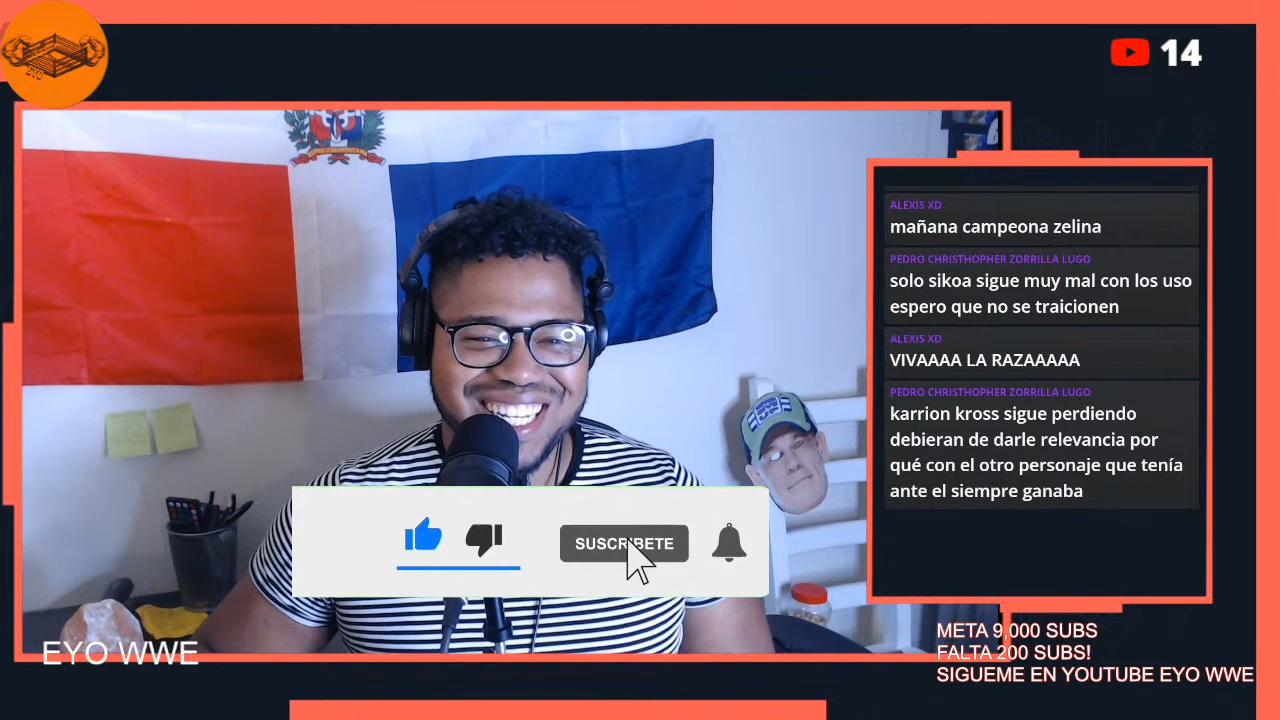 EYO
14
ALEXIS XD
mañana campeona zelina
PEDRO CHRISTHOPHER ZORRILLA LUGO
solo sikoa sigue muy mal con los uso
espero que no se traicionen
ALEXIS XD
VIVAAAA LA RAZAAAAA
PEDRO CHRISTHOPHER ZORRILLA LUGO
karrion kross sigue perdiendo
debieran de darle relevancia por
qué con el otro personaje que tenía
ante el siempre ganaba
SUSCRIBETE
EYO WWE
META 9,000 SUBS
FALTA 200 SUBS!
SIGUEME EN YOUTUBE EYO WWE